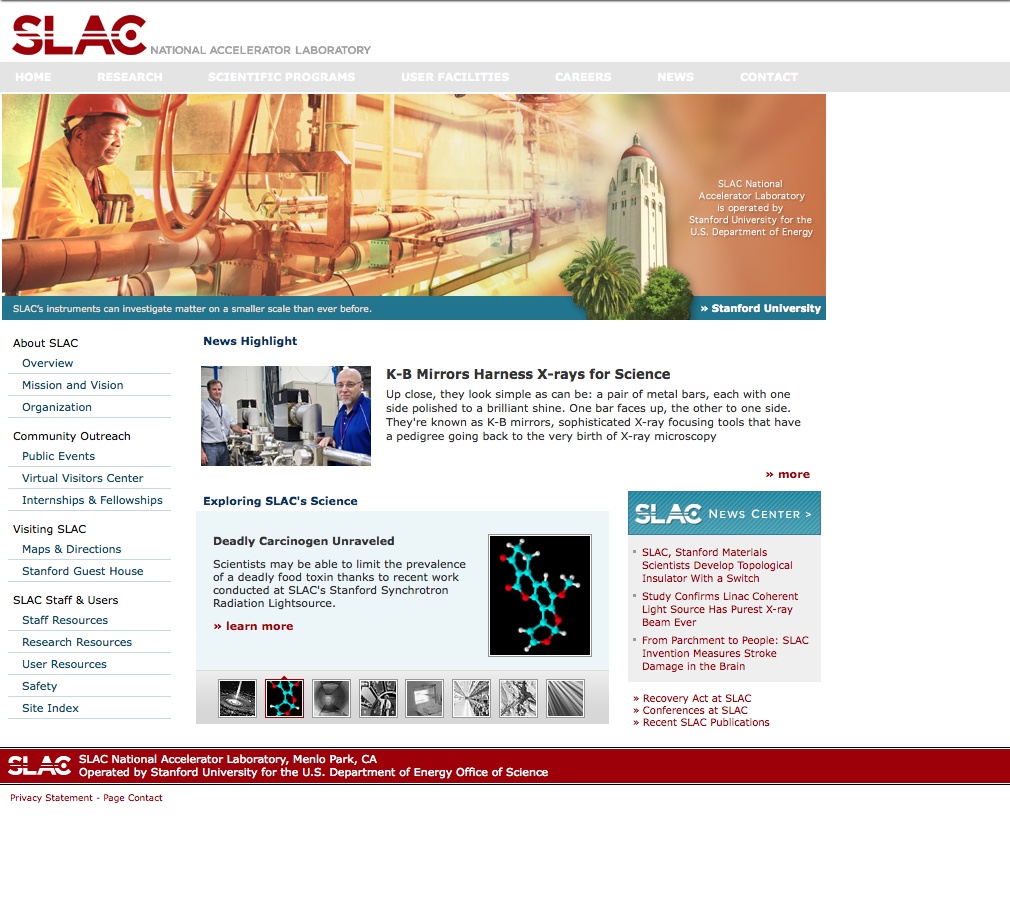 SLAC NATIONAL ACCELERATOR LABORATORY
HOME RESEARCH SCIENTIFIC PROGRAMS USER FACILITIES CAREERS NEWS CONTACT
SLAC National
Accelerator Laboratory
is operated by
Stanford University for the
U.S. Department of Energy
SLAC's instruments can investigate matter on a smaller scale than ever before.
» Stanford University
About SLAC
Overview
Mission and Vision
Organization
Community Outreach
Public Events
Virtual Visitors Center
Internships & Fellowships
Visiting SLAC
Maps & Directions
Stanford Guest House
SLAC Staff & Users
Staff Resources
Research Resources
User Resources
Safety
Site Index
News Highlight
K-B Mirrors Harness X-rays for Science
Up close, they look simple as can be: a pair of metal bars, each with one
side polished to a brilliant shine. One bar faces up, the other to one side.
They're known as K-B mirrors, sophisticated X-ray focusing tools that have
a pedigree going back to the very birth of X-ray microscopy
» more
Exploring SLAC's Science
Deadly Carcinogen Unraveled
Scientists may be able to limit the prevalence
of a deadly food toxin thanks to recent work
conducted at SLAC's Stanford Synchrotron
Radiation Lightsource.
» learn more
SLAC NEWS CENTER >
SLAC, Stanford Materials
Scientists Develop Topological
Insulator With a Switch
Study Confirms Linac Coherent
Light Source Has Purest X-ray
Beam Ever
From Parchment to People: SLAC
Invention Measures Stroke
Damage in the Brain
» Recovery Act at SLAC
» Conferences at SLAC
» Recent SLAC Publications
SLAC
SLAC National Accelerator Laboratory, Menlo Park, CA
Operated by Stanford University for the U.S. Department of Energy Office of Science
Privacy Statement - Page Contact